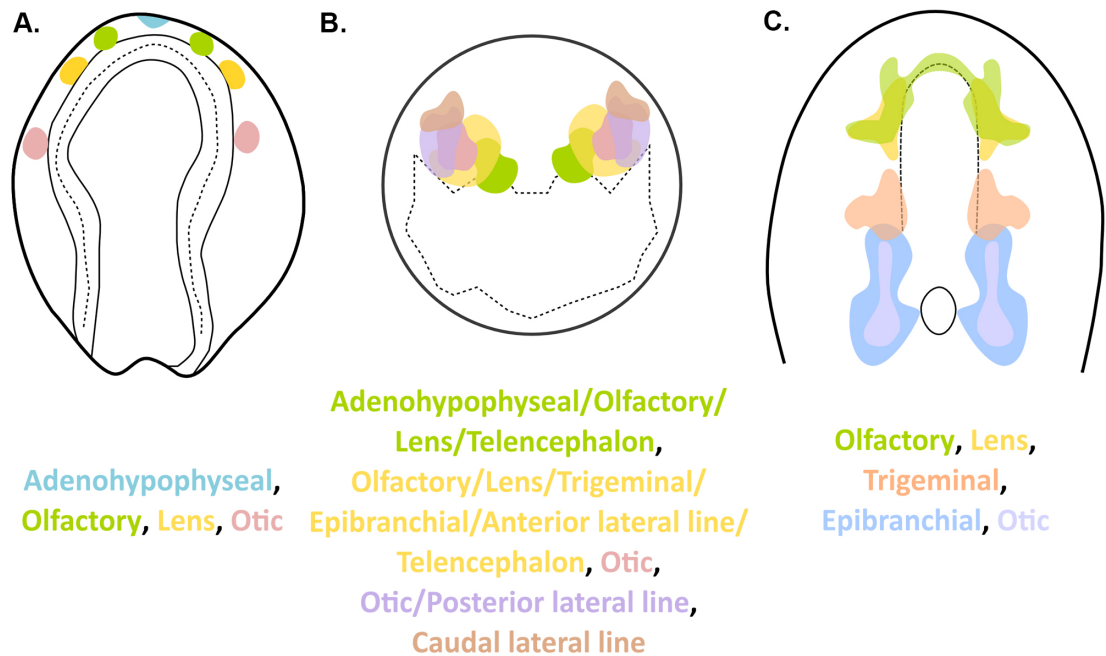 A.
B.
C.
Adenohypophyseal,
Olfactory, Lens, Otic
Adenohypophyseal/Olfactory/
Lens/Telencephalon,
Olfactory/Lens/Trigeminal/
Epibranchial/Anterior lateral line/
Telencephalon, Otic,
Otic/Posterior lateral line,
Caudal lateral line
Olfactory, Lens,
Trigeminal,
Epibranchial, Otic